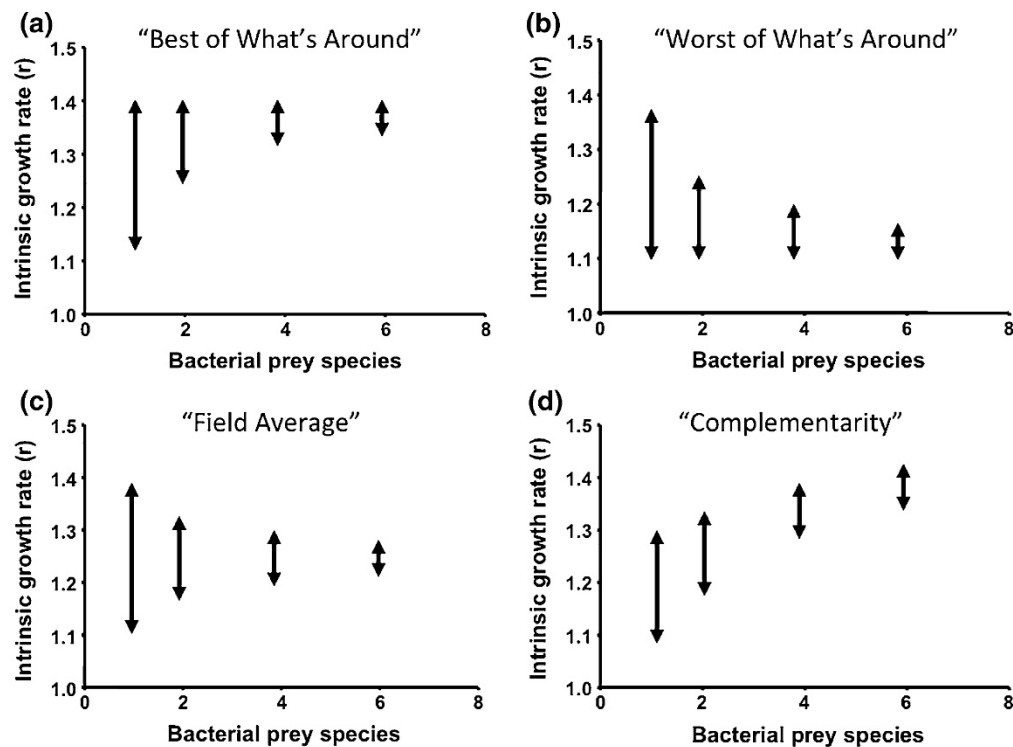 (a)
“Best of What’s Around”
Intrinsic growth rate (r)
1.5
1.4
1.3
1.2
1.1
1.0
0 2 4 6 8
Bacterial prey species
(b)
“Worst of What’s Around”
Intrinsic growth rate (r)
1.5
1.4
1.3
1.2
1.1
1.0
0 2 4 6 8
Bacterial prey species
(c)
“Field Average”
Intrinsic growth rate (r)
1.5
1.4
1.3
1.2
1.1
1.0
0 2 4 6 8
Bacterial prey species
(d)
“Complementarity”
Intrinsic growth rate (r)
1.5
1.4
1.3
1.2
1.1
1.0
0 2 4 6 8
Bacterial prey species